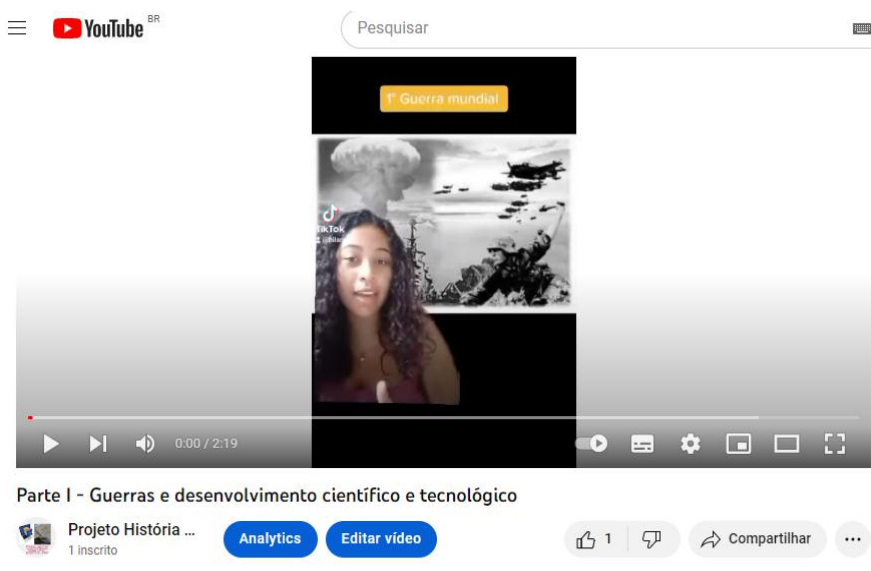 YouTube BR
Pesquisar
1ª Guerra mundial
TikTok
0:00 / 2:19
Parte I - Guerras e desenvolvimento científico e tecnológico
Projeto História ...
1 inscrito
Analytics
Editar vídeo
1
Compartilhar